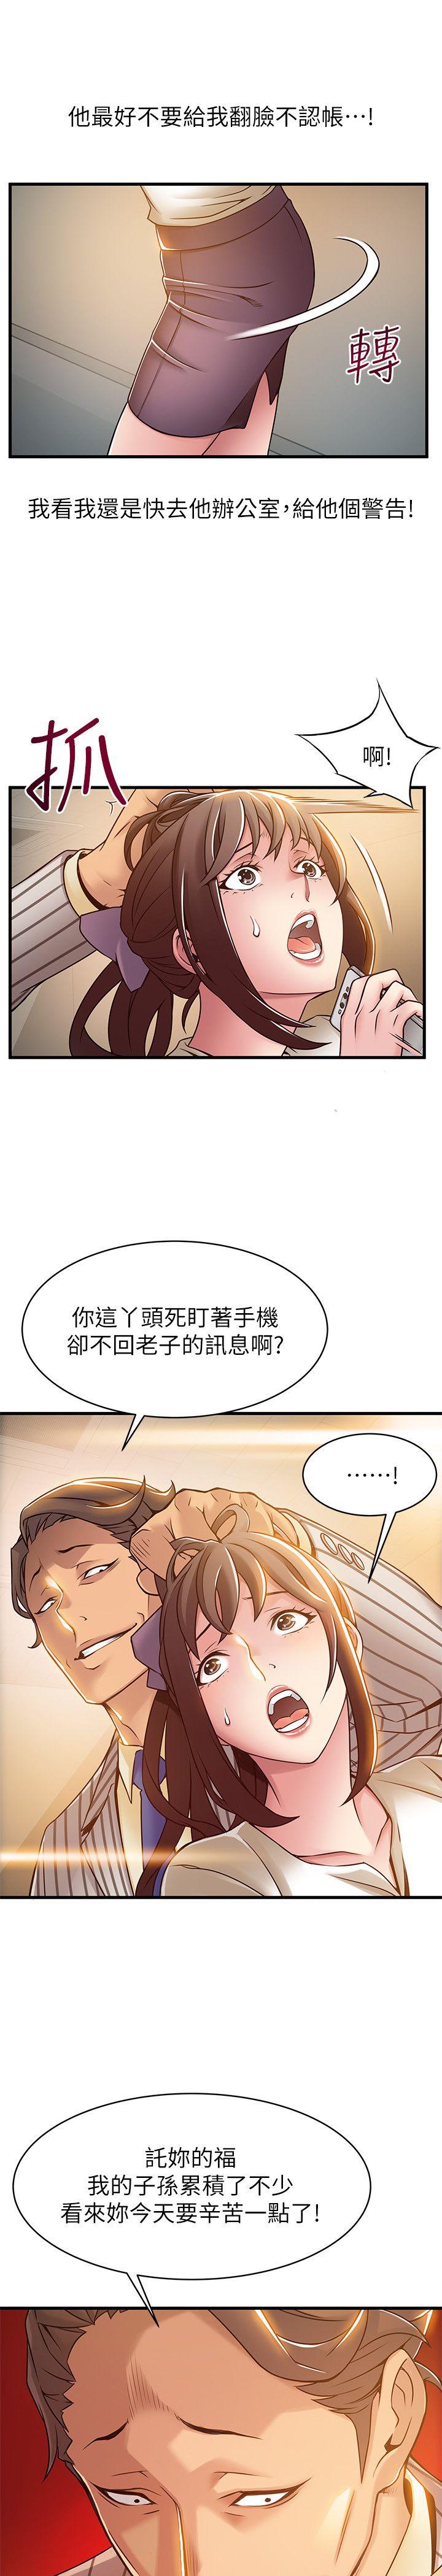 他最好不要給我翻臉不認帳⋯!
轉
我看我還是快去他辦公室，給他個警告!
抓
啊!
你這丫頭死盯著手機
卻不回老子的訊息啊?
⋯⋯!
託妳的福
我的子孫累積了不少
看來妳今天要辛苦一點了!